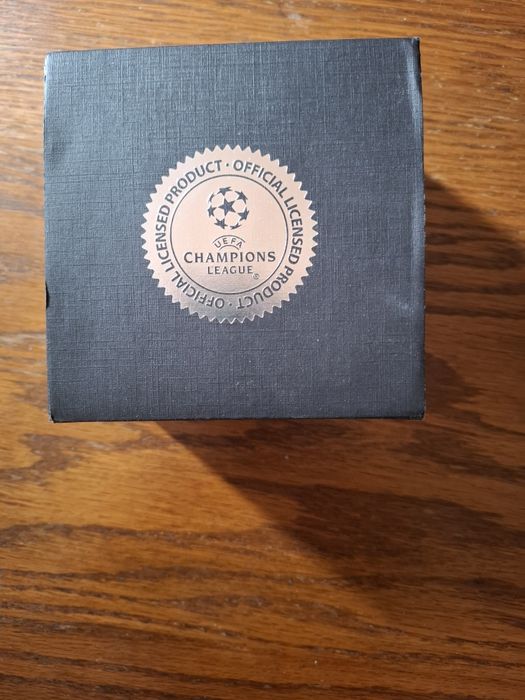 OFFICIAL LICENSED PRODUCT · OFFICIAL LICENSED PRODUCT ·
UEFA
CHAMPIONS
LEAGUE®